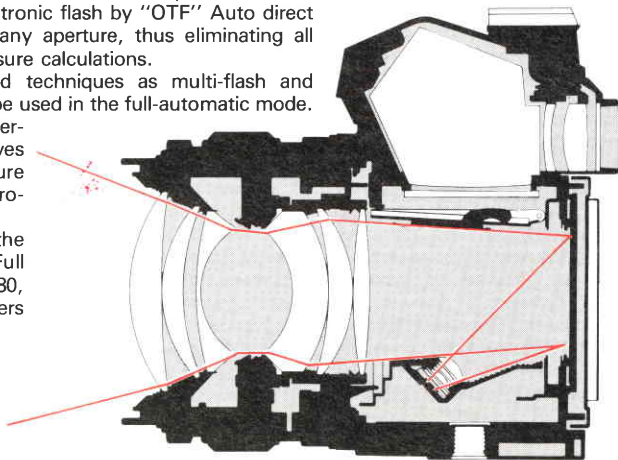 tronic flash by "OTF" Auto direct
any aperture, thus eliminating all
sure calculations.
d techniques as multi-flash and
be used in the full-automatic mode.
er-
ves
ure
ro-
the
Full
80,
ers